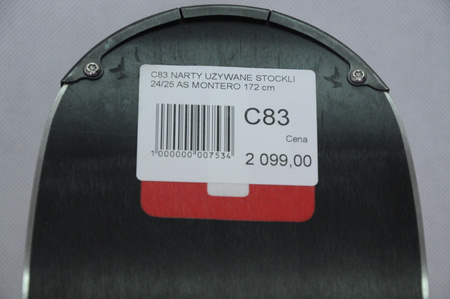 C83 NARTY UŻYWANE STOCKLI
24/25 AS MONTERO 172 cm
C83
Cena
1 000000 007534
2 099,00